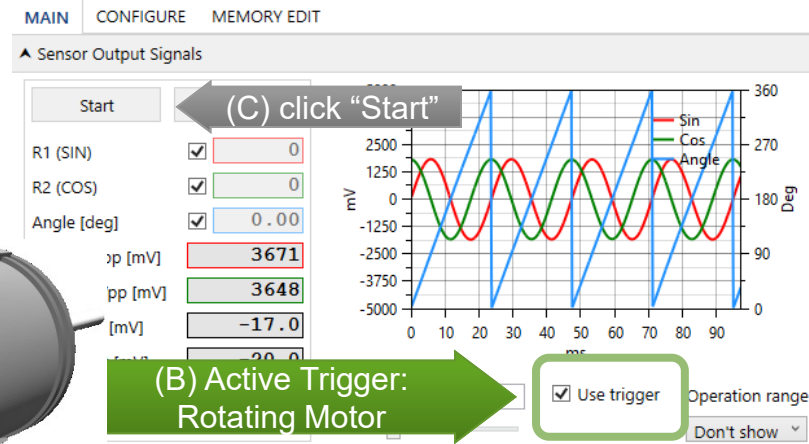 MAIN CONFIGURE MEMORY EDIT
Sensor Output Signals
Start
(C) click “Start”
R1 (SIN) 0
R2 (COS) 0
Angle [deg] 0.00
pp [mV] 3671
pp [mV] 3648
[mV] -17.0
-20.0
2500
1250
0
-1250
-2500
-3750
-5000
mV
Sin
Cos
Angle
360
270
180
90
0
Deg
0 10 20 30 40 50 60 70 80 90
ms
(B) Active Trigger:
Rotating Motor
Use trigger
Operation range
Don't show